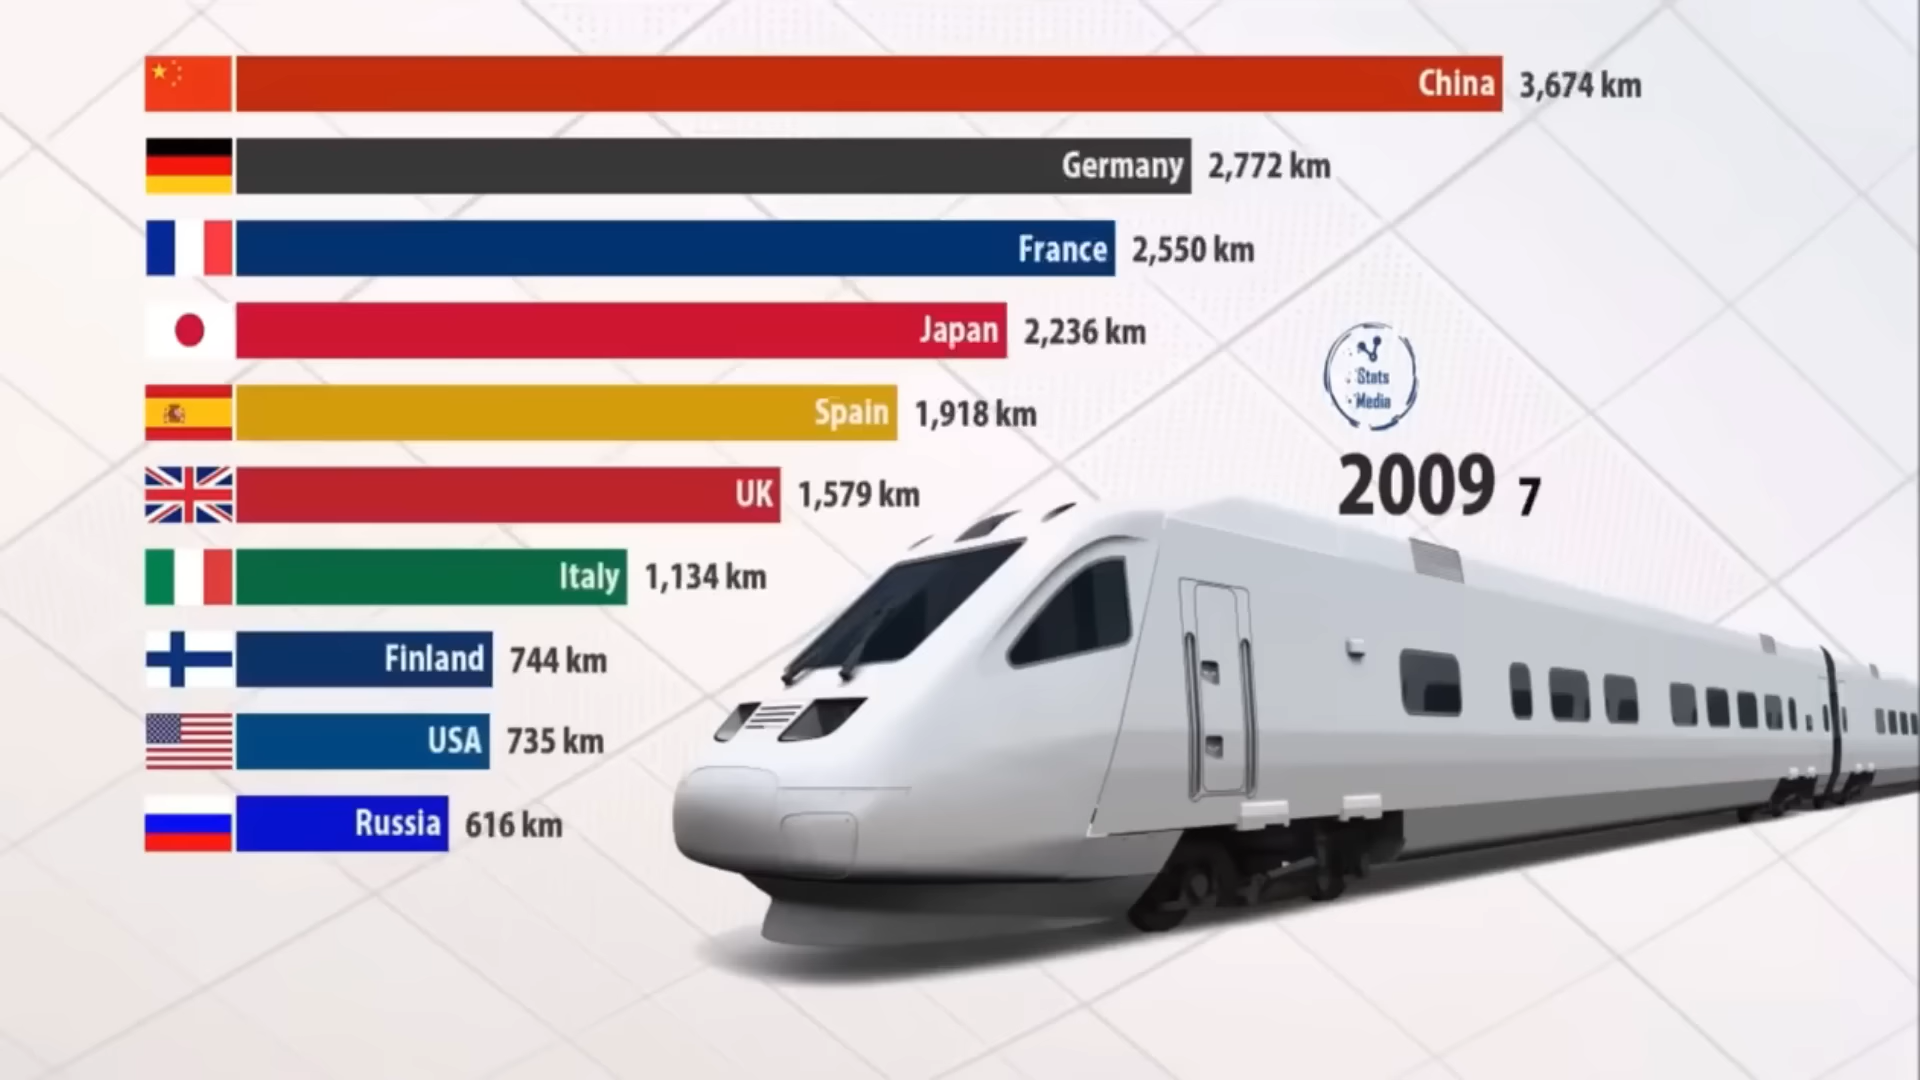 China 3,674 km
Germany 2,772 km
France 2,550 km
Japan 2,236 km
Spain 1,918 km
UK 1,579 km
Italy 1,134 km
Finland 744 km
USA 735 km
Russia 616 km
Stats
Media
2009 7